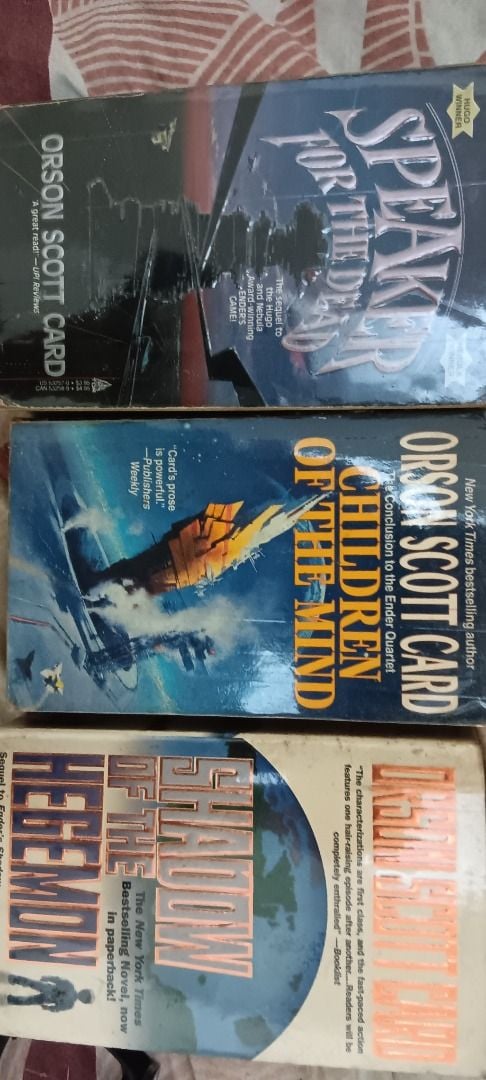 HUGO
WINNER
SPEAKER
FOR THE DEAD
The sequel to
the Hugo
and Nebula
Award-winning
ENDER'S
GAME!
ORSON SCOTT CARD
"A great read!" —UPI Reviews
New York Times bestselling author
ORSON SCOTT CARD
Conclusion to the Ender Quartet
CHILDREN
OF THE MIND
"Card's prose
is powerful."
—Publishers
Weekly
ORSON SCOTT CARD
"The characterizations are first class, and the fast-paced action
features one hair-raising episode after another....Readers will be
completely enthralled" —Booklist
SHADOW
OF THE
HEGEMON
The New York Times
Bestselling Novel, now
in paperback!
Sequel to Ender's Shadow